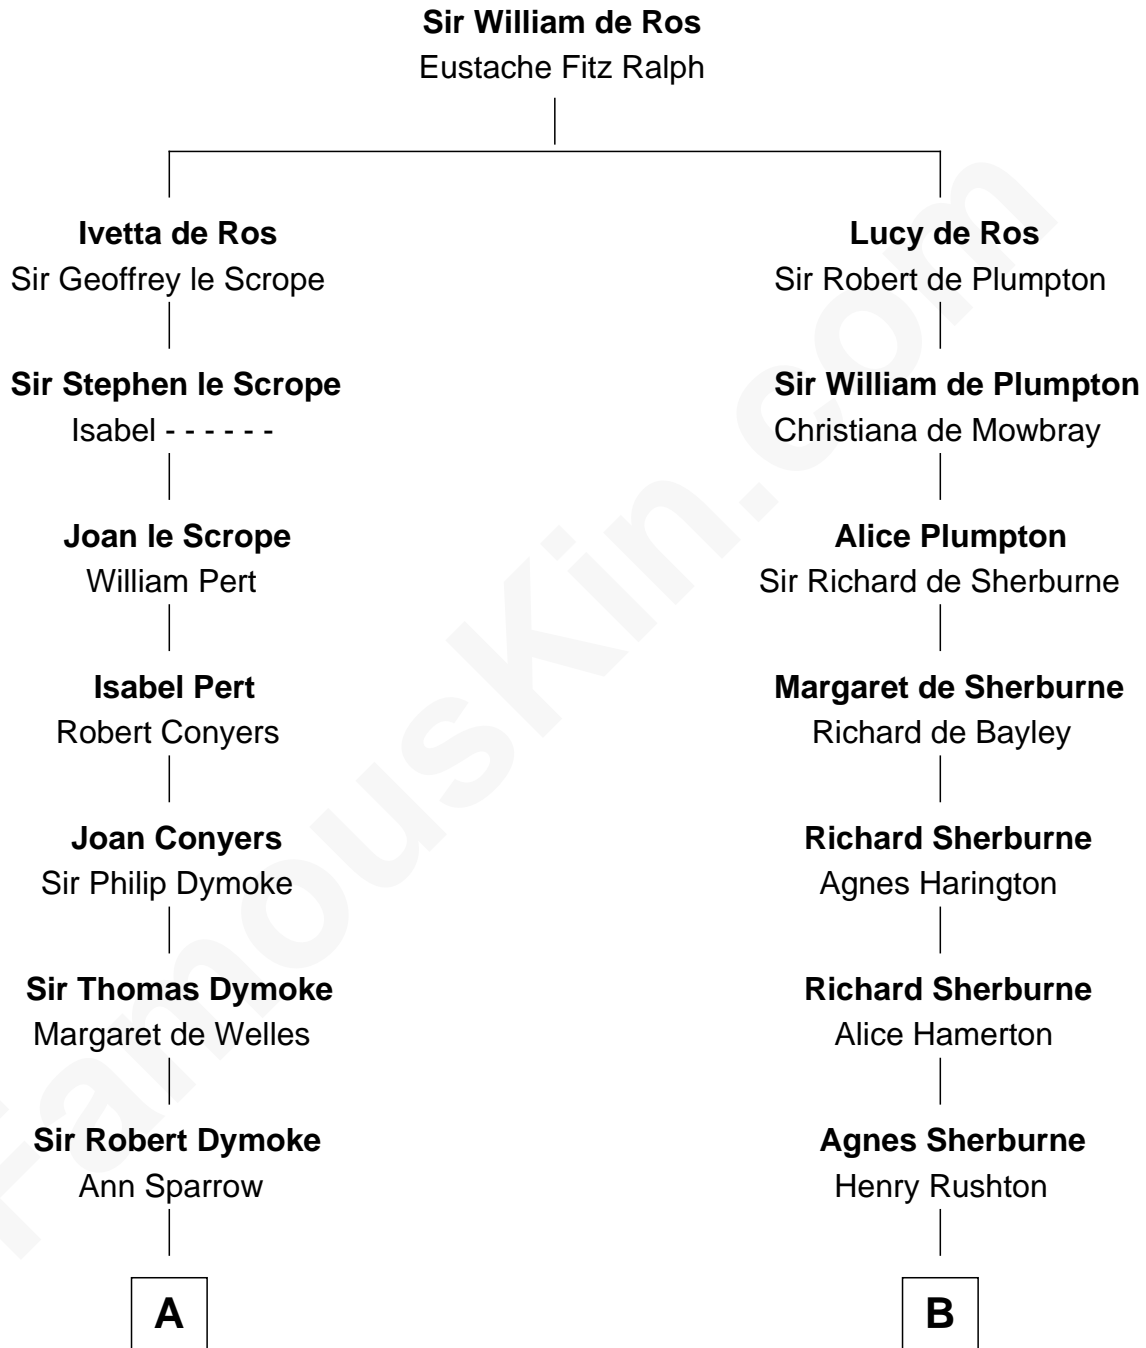 Sir William de Ros
Eustache Fitz Ralph
Ivetta de Ros
Sir Geoffrey le Scrope
Lucy de Ros
Sir Robert de Plumpton
Sir Stephen le Scrope
Isabel - - - - - -
Sir William de Plumpton
Christiana de Mowbray
Joan le Scrope
William Pert
Alice Plumpton
Sir Richard de Sherburne
Isabel Pert
Robert Conyers
Margaret de Sherburne
Richard de Bayley
Joan Conyers
Sir Philip Dymoke
Richard Sherburne
Agnes Harington
Sir Thomas Dymoke
Margaret de Welles
Richard Sherburne
Alice Hamerton
Sir Robert Dymoke
Ann Sparrow
Agnes Sherburne
Henry Rushton
A
B
FamousKin.com